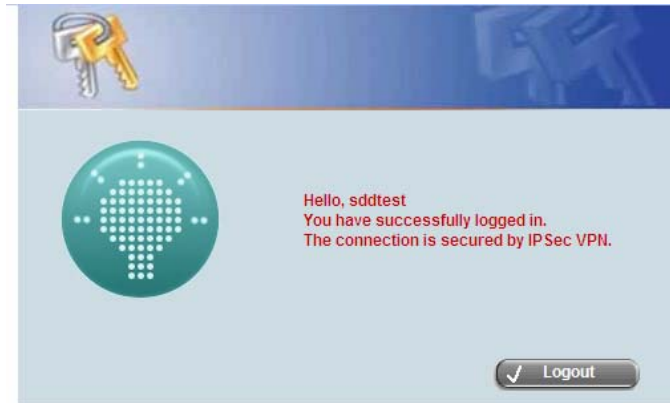 Hello, sddtest
You have successfully logged in.
The connection is secured by IPSec VPN.
Logout